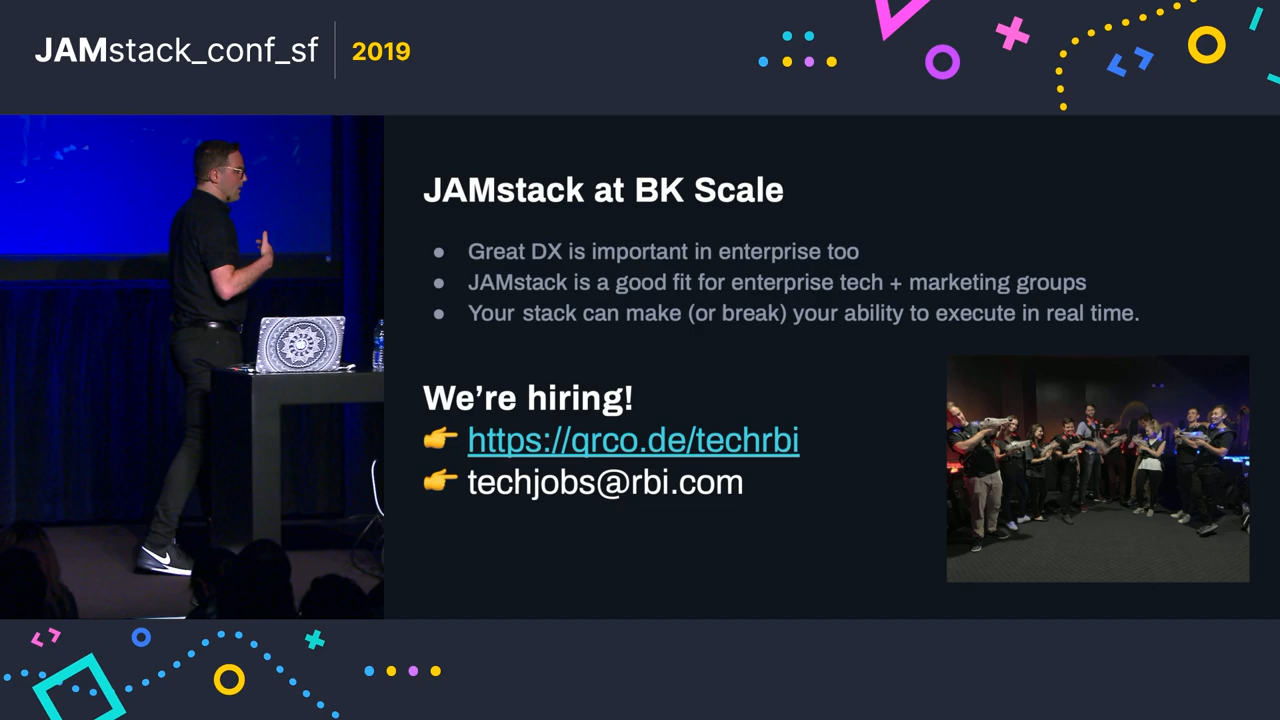 JAMstack_conf_sf 2019
JAMstack at BK Scale
● Great DX is important in enterprise too
● JAMstack is a good fit for enterprise tech + marketing groups
● Your stack can make (or break) your ability to execute in real time.
We’re hiring!
👉 https://qrco.de/techrbi
👉 techjobs@rbi.com